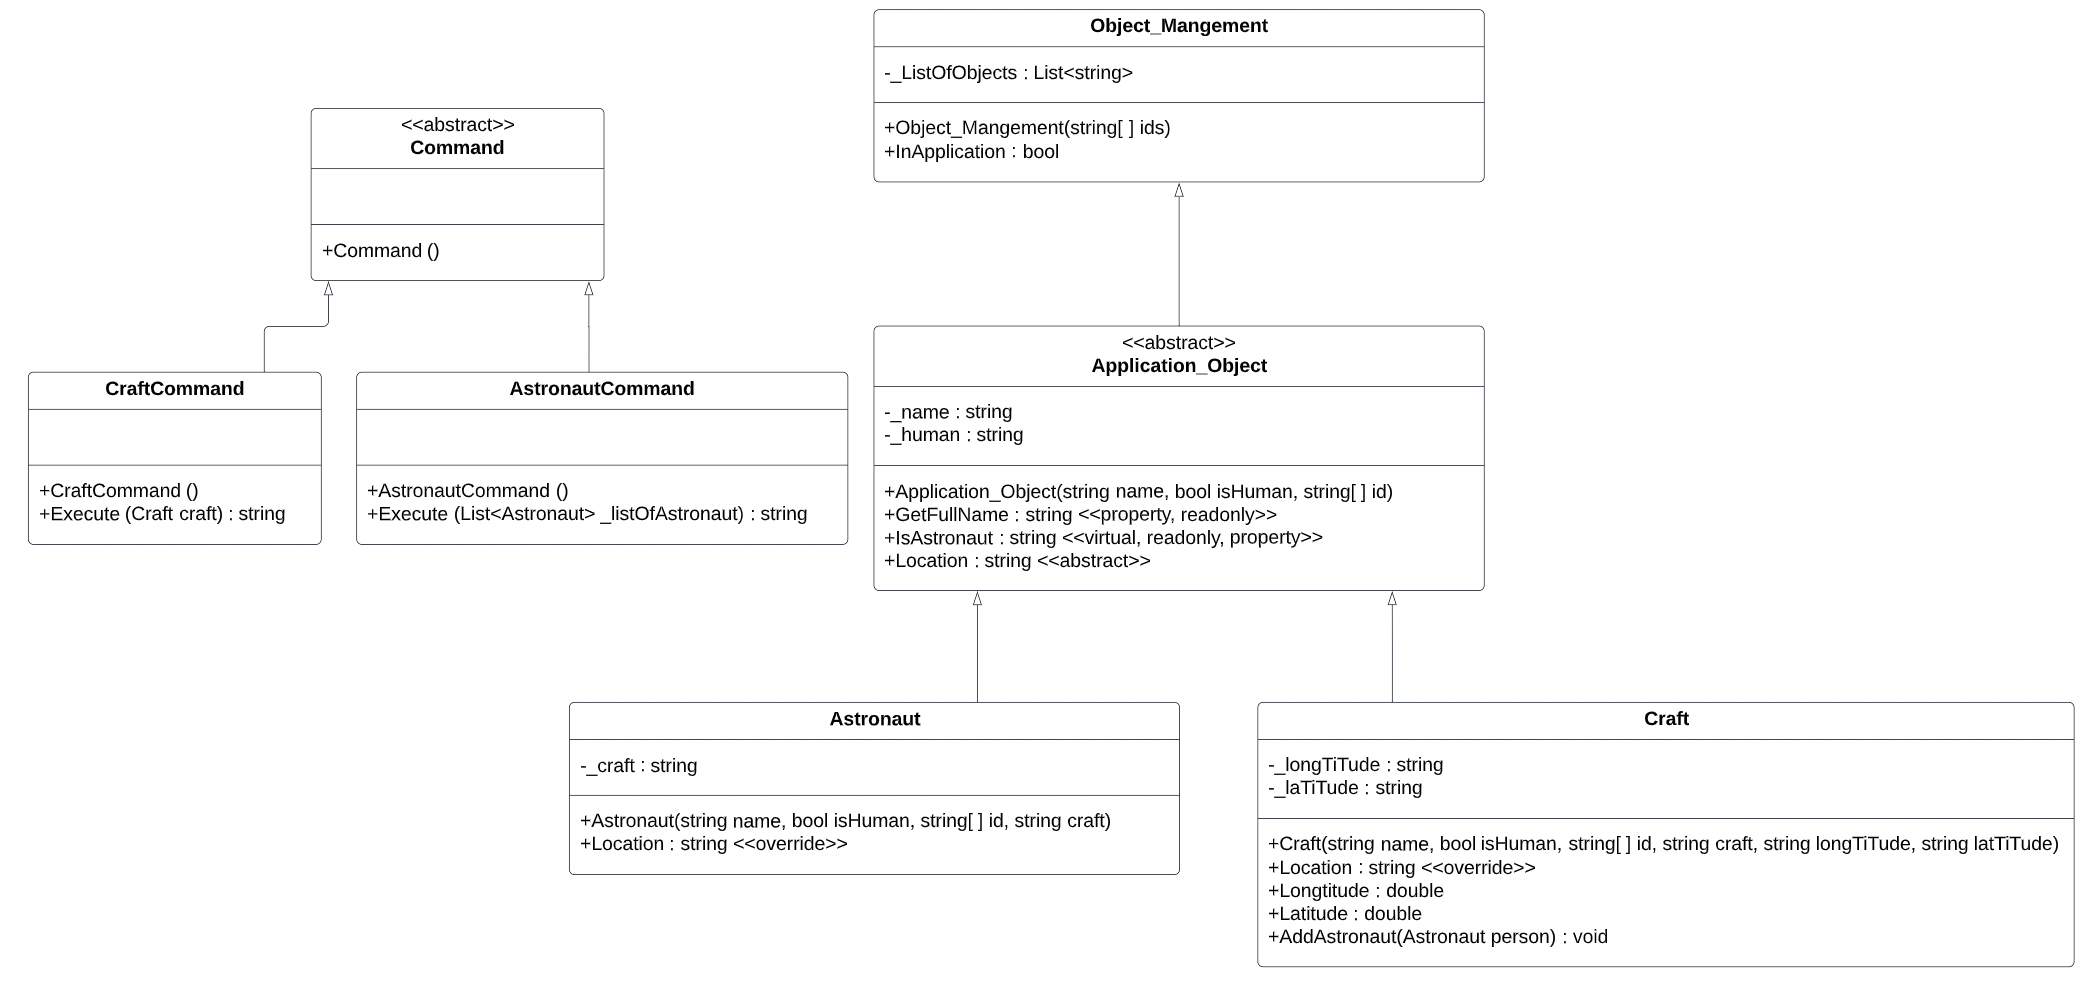 Object_Mangement
-_ListOfObjects : List<string>
+Object_Mangement(string[ ] ids)
+InApplication : bool
<<abstract>>
Command
+Command ()
CraftCommand
+CraftCommand ()
+Execute (Craft craft) : string
AstronautCommand
+AstronautCommand ()
+Execute (List<Astronaut> _listOfAstronaut) : string
<<abstract>>
Application_Object
-_name : string
-_human : string
+Application_Object(string name, bool isHuman, string[ ] id)
+GetFullName : string <<property, readonly>>
+IsAstronaut : string <<virtual, readonly, property>>
+Location : string <<abstract>>
Astronaut
-_craft : string
+Astronaut(string name, bool isHuman, string[ ] id, string craft)
+Location : string <<override>>
Craft
-_longTiTude : string
-_laTiTude : string
+Craft(string name, bool isHuman, string[ ] id, string craft, string longTiTude, string latTiTude)
+Location : string <<override>>
+Longtitude : double
+Latitude : double
+AddAstronaut(Astronaut person) : void